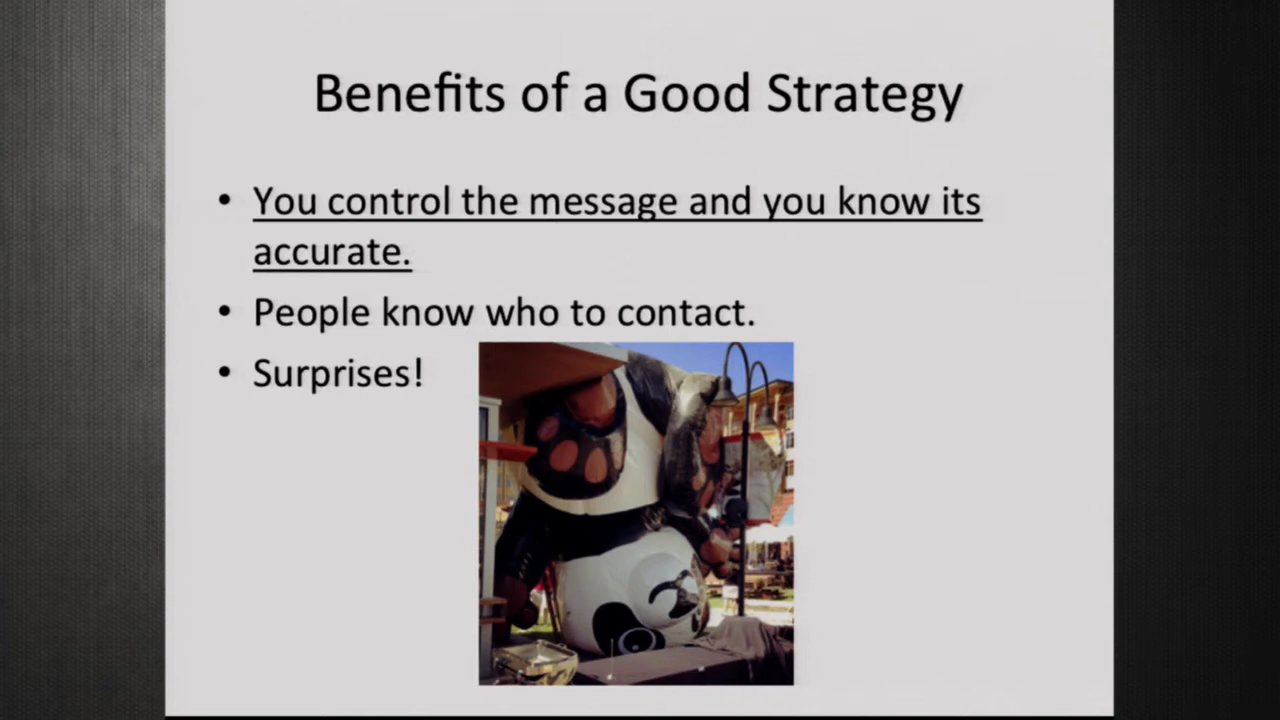 Benefits of a Good Strategy
• You control the message and you know its
accurate.
• People know who to contact.
• Surprises!